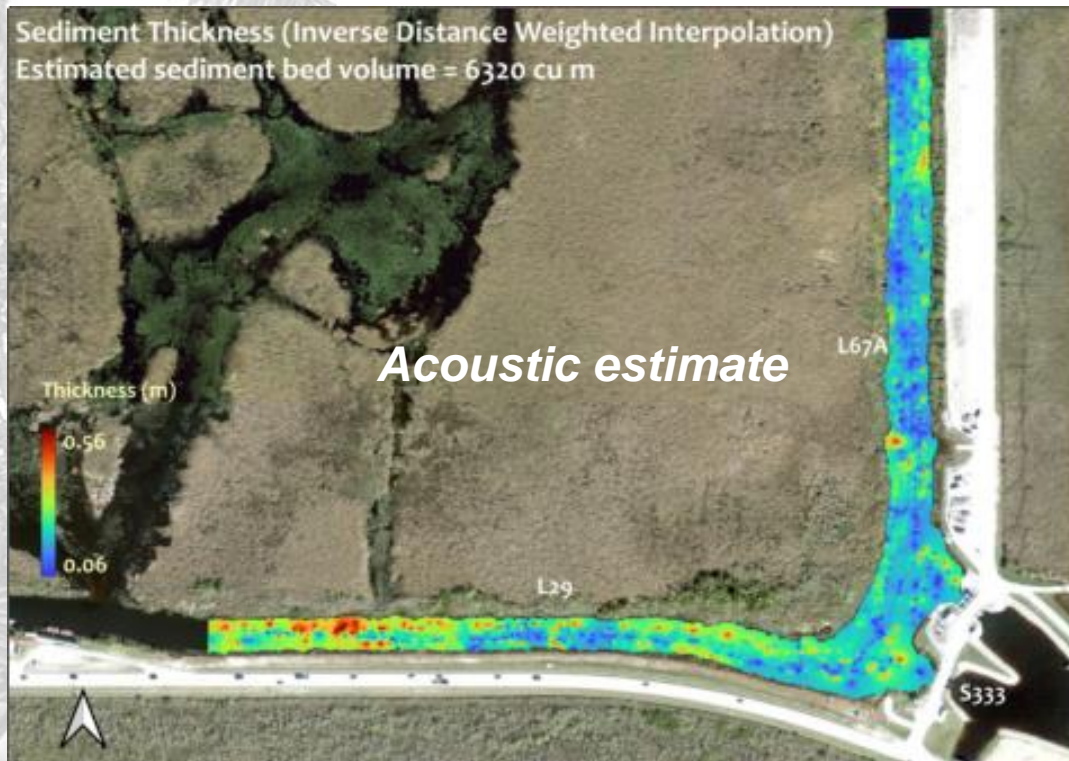 Sediment Thickness (Inverse Distance Weighted Interpolation)
Estimated sediment bed volume = 6320 cu m
L67A
Acoustic estimate
Thickness (m)
0.56
0.06
L29
S333